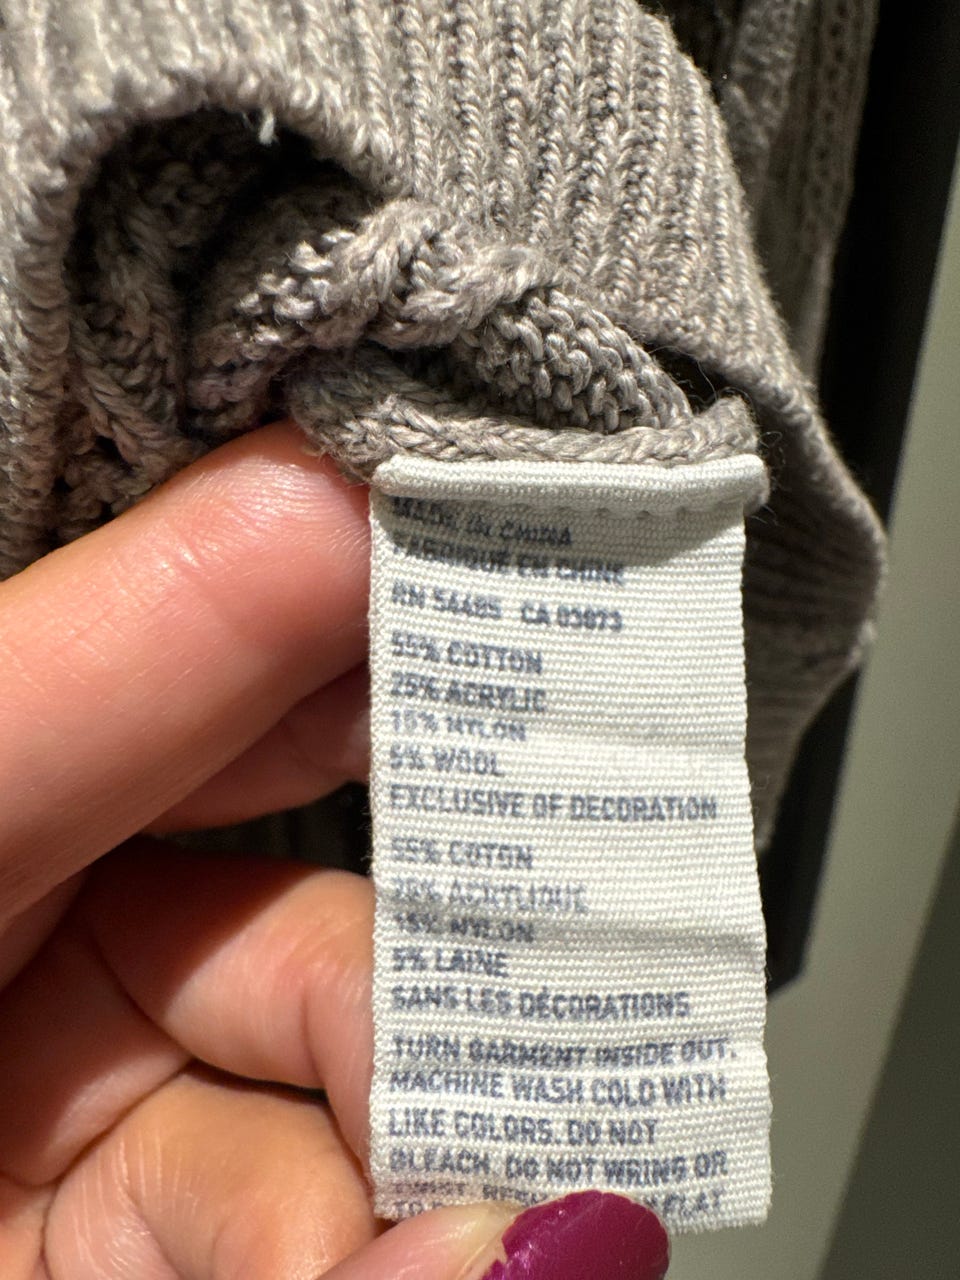 MADE IN CHINA
FABRIQUÉ EN CHINE
RN 54485 CA 03073
55% COTTON
25% ACRYLIC
15% NYLON
5% WOOL
EXCLUSIVE OF DECORATION
55% COTON
25% ACRYLIQUE
15% NYLON
5% LAINE
SANS LES DÉCORATIONS
TURN GARMENT INSIDE OUT.
MACHINE WASH COLD WITH
LIKE COLORS. DO NOT
BLEACH. DO NOT WRING OR
FLAT